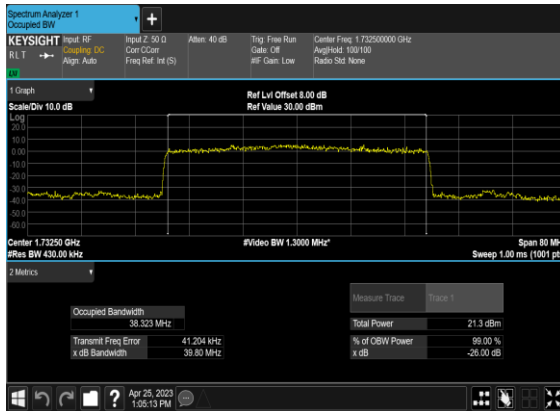 Spectrum Analyzer 1
Occupied BW
+
KEYSIGHT Input: RF Input Z: 50 Ω Atten: 40 dB Trig: Free Run Center Freq: 1.732500000 GHz
RLT Coupling: DC Corr CCorr Gate: Off Avg|Hold: 100/100
Align: Auto Freq Ref: Int (S) #IF Gain: Low Radio Std: None
LXI
1 Graph
Scale/Div 10.0 dB
Ref Lvl Offset 8.00 dB
Ref Value 30.00 dBm
Log
20.0
10.0
0.00
-10.0
-20.0
-30.0
-40.0
-50.0
-60.0
Center 1.73250 GHz #Video BW 1.3000 MHz* Span 80 MH
#Res BW 430.00 kHz Sweep 1.00 ms (1001 pt
2 Metrics
Measure Trace Trace 1
Occupied Bandwidth
38.323 MHz
Total Power 21.3 dBm
Transmit Freq Error 41.204 kHz
% of OBW Power 99.00 %
x dB Bandwidth 39.80 MHz
x dB -26.00 dB
?
Apr 25, 2023
1:05:13 PM